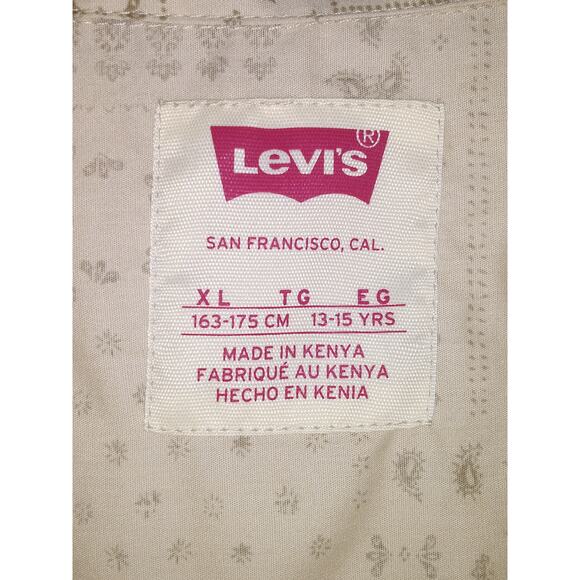 Levi's ®
SAN FRANCISCO, CAL.
XL TG EG
163-175 CM 13-15 YRS
MADE IN KENYA
FABRIQUÉ AU KENYA
HECHO EN KENIA